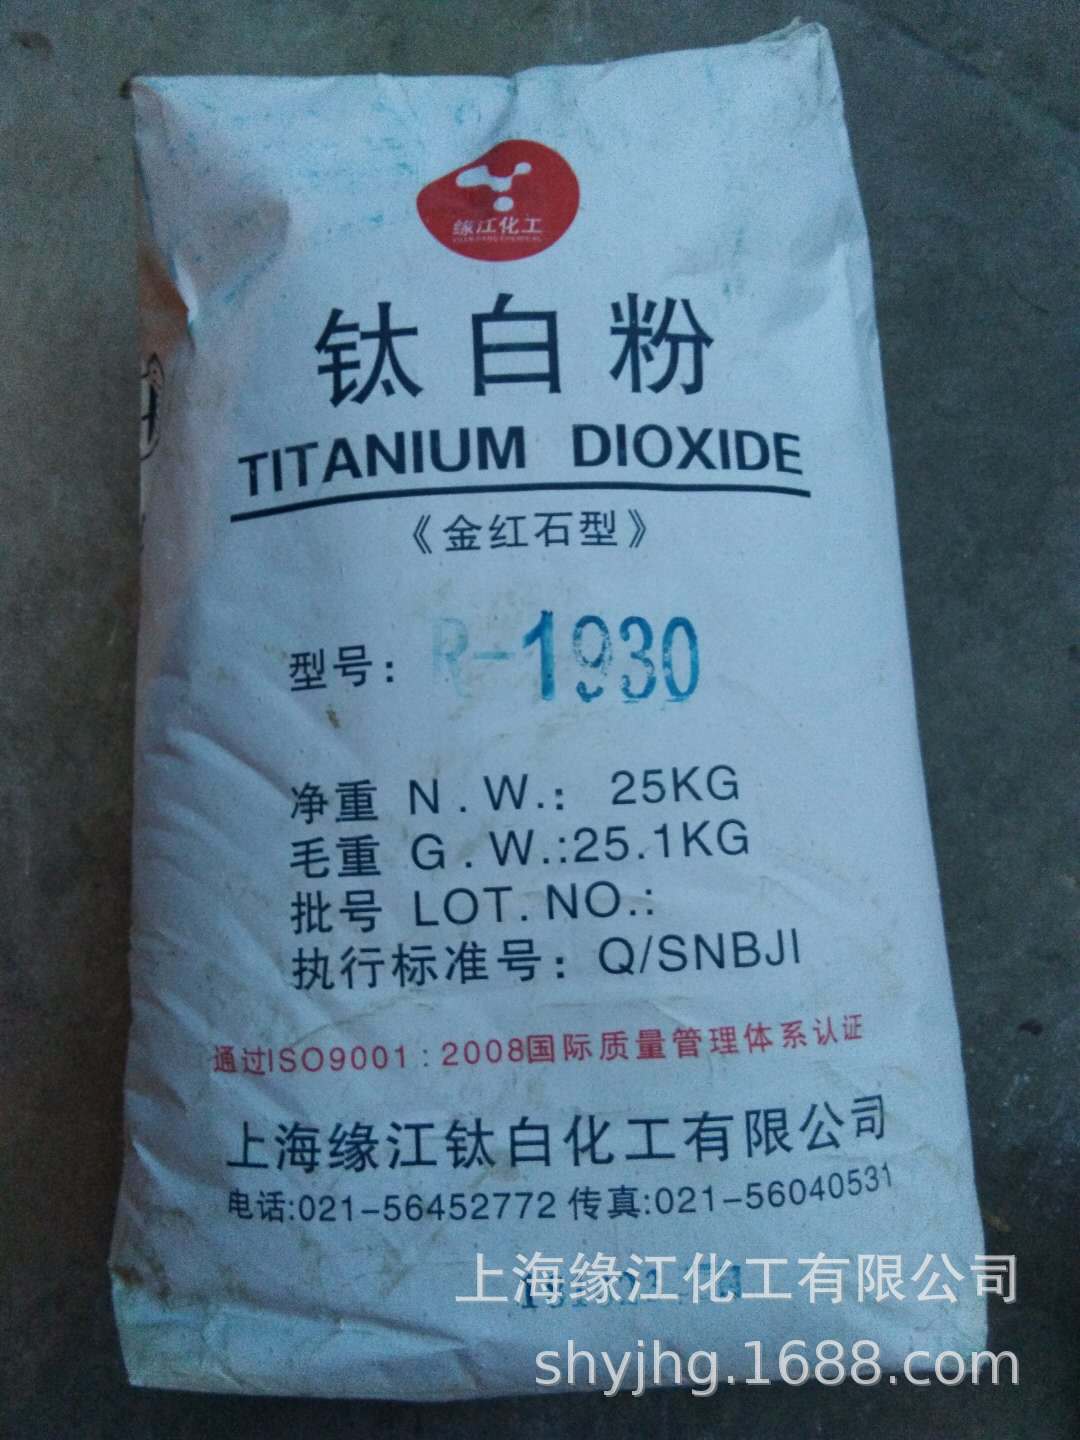 缘江化工
钛白粉
TITANIUM DIOXIDE
《金红石型》
型号: R-1930
净重 N.W.: 25KG
毛重 G.W.:25.1KG
批号 LOT.NO.:
执行标准号: Q/SNBJI
通过ISO9001:2008国际质量管理体系认证
上海缘江钛白化工有限公司
电话:021-56452772 传真:021-56040531
上海缘江化工有限公司
shyjhg.1688.com